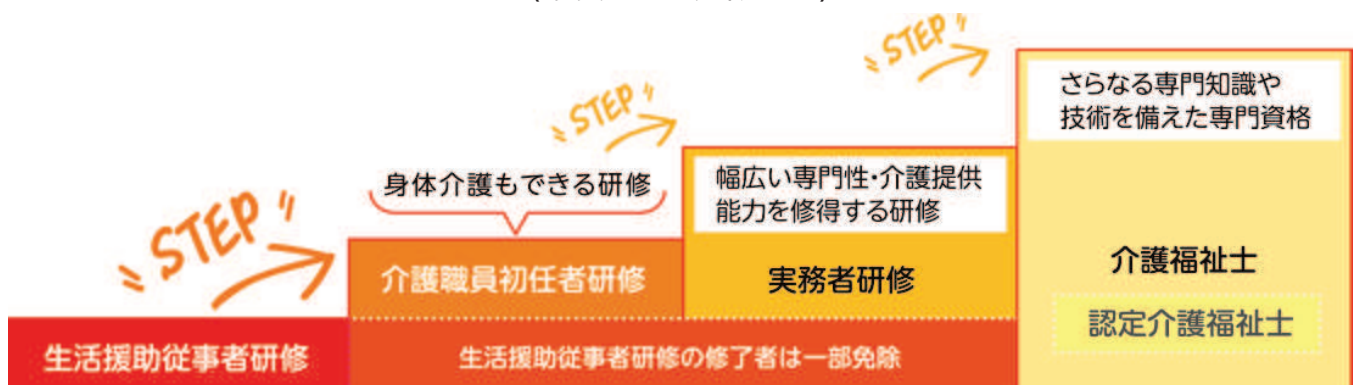 STEP
さらなる専門知識や
技術を備えた専門資格
STEP
身体介護もできる研修
幅広い専門性・介護提供
能力を修得する研修
STEP
介護職員初任者研修
実務者研修
介護福祉士
認定介護福祉士
生活援助従事者研修
生活援助従事者研修の修了者は一部免除